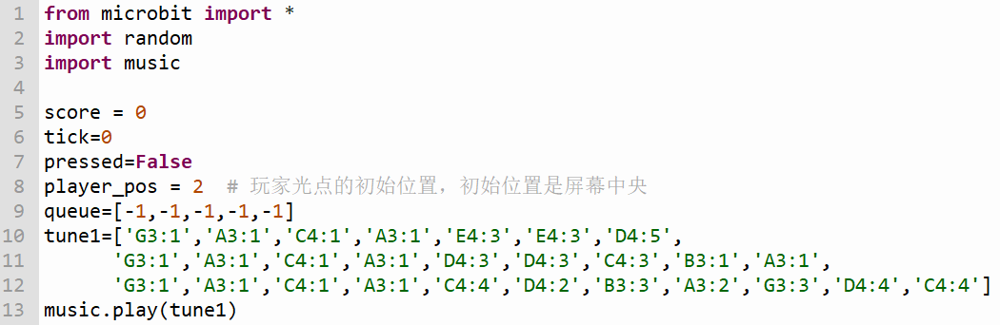 1 from microbit import *
2 import random
3 import music
4
5 score = 0
6 tick=0
7 pressed=False
8 player_pos = 2  # 玩家光点的初始位置，初始位置是屏幕中央
9 queue=[-1,-1,-1,-1,-1]
10 tune1=['G3:1','A3:1','C4:1','A3:1','E4:3','E4:3','D4:5',
11       'G3:1','A3:1','C4:1','A3:1','D4:3','D4:3','C4:3','B3:1','A3:1',
12       'G3:1','A3:1','C4:1','A3:1','C4:4','D4:2','B3:3','A3:2','G3:3','D4:4','C4:4']
13 music.play(tune1)